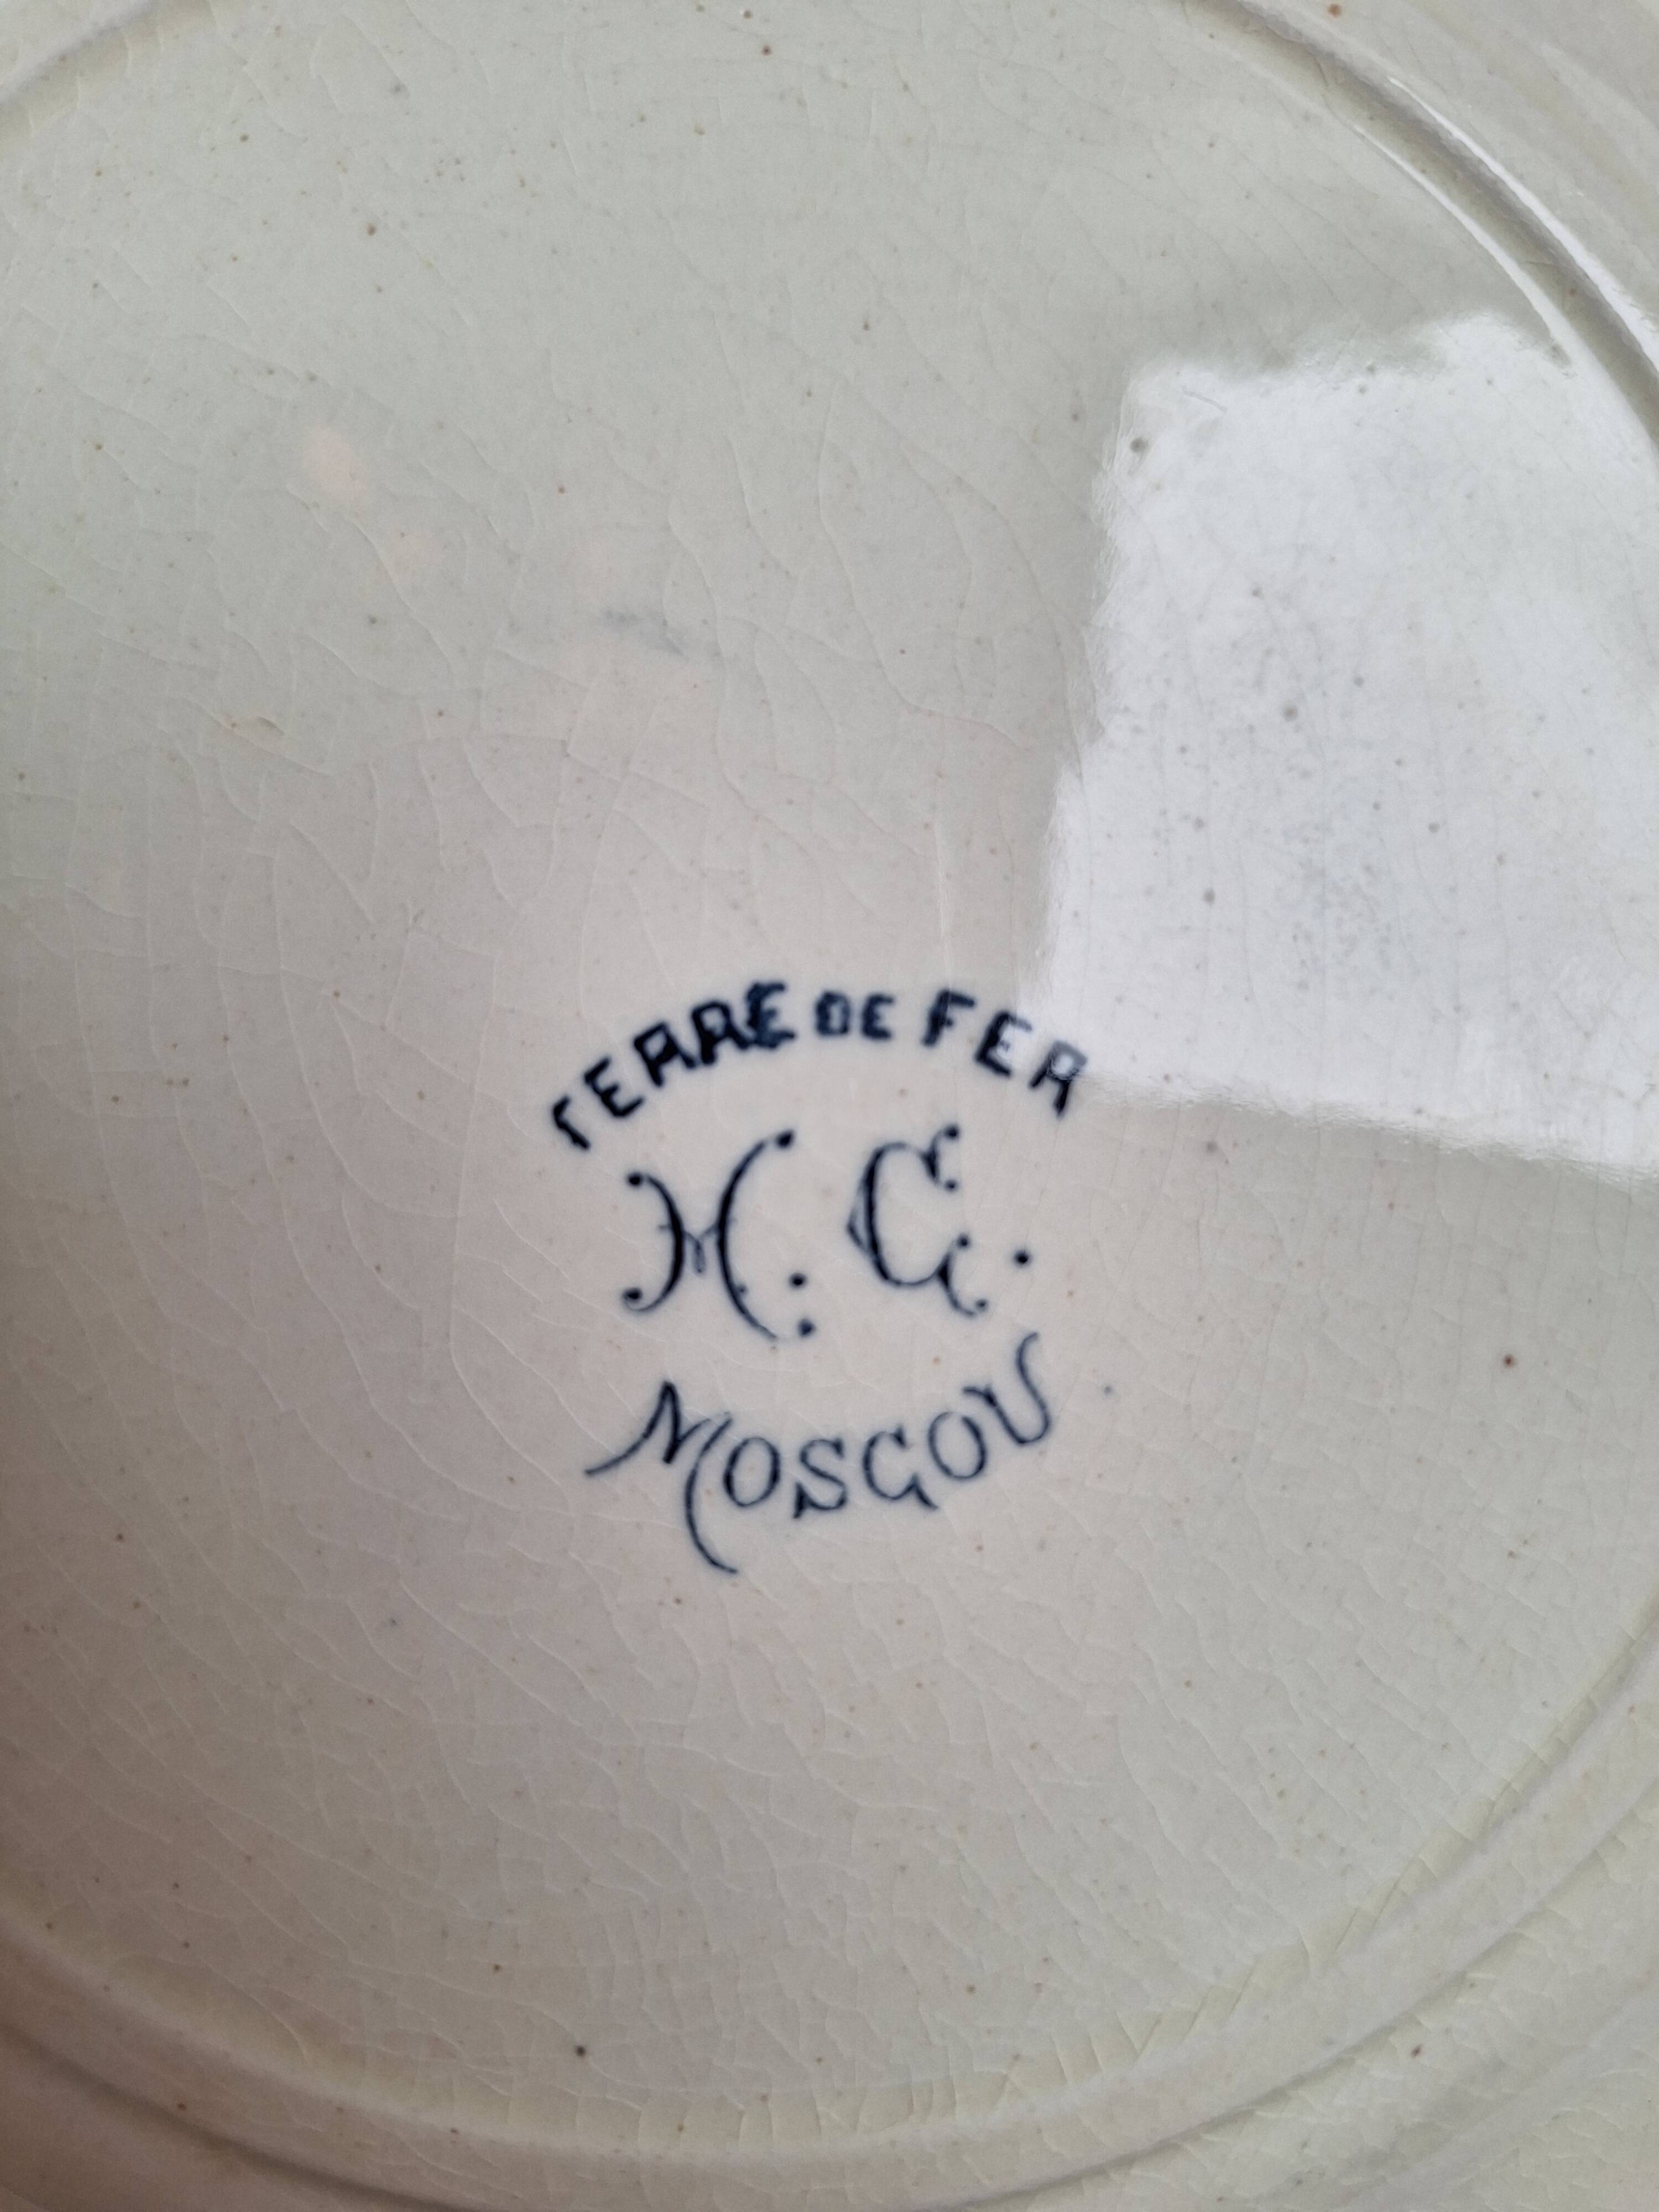 TERRE DE FER
H. C.
MOSCOU